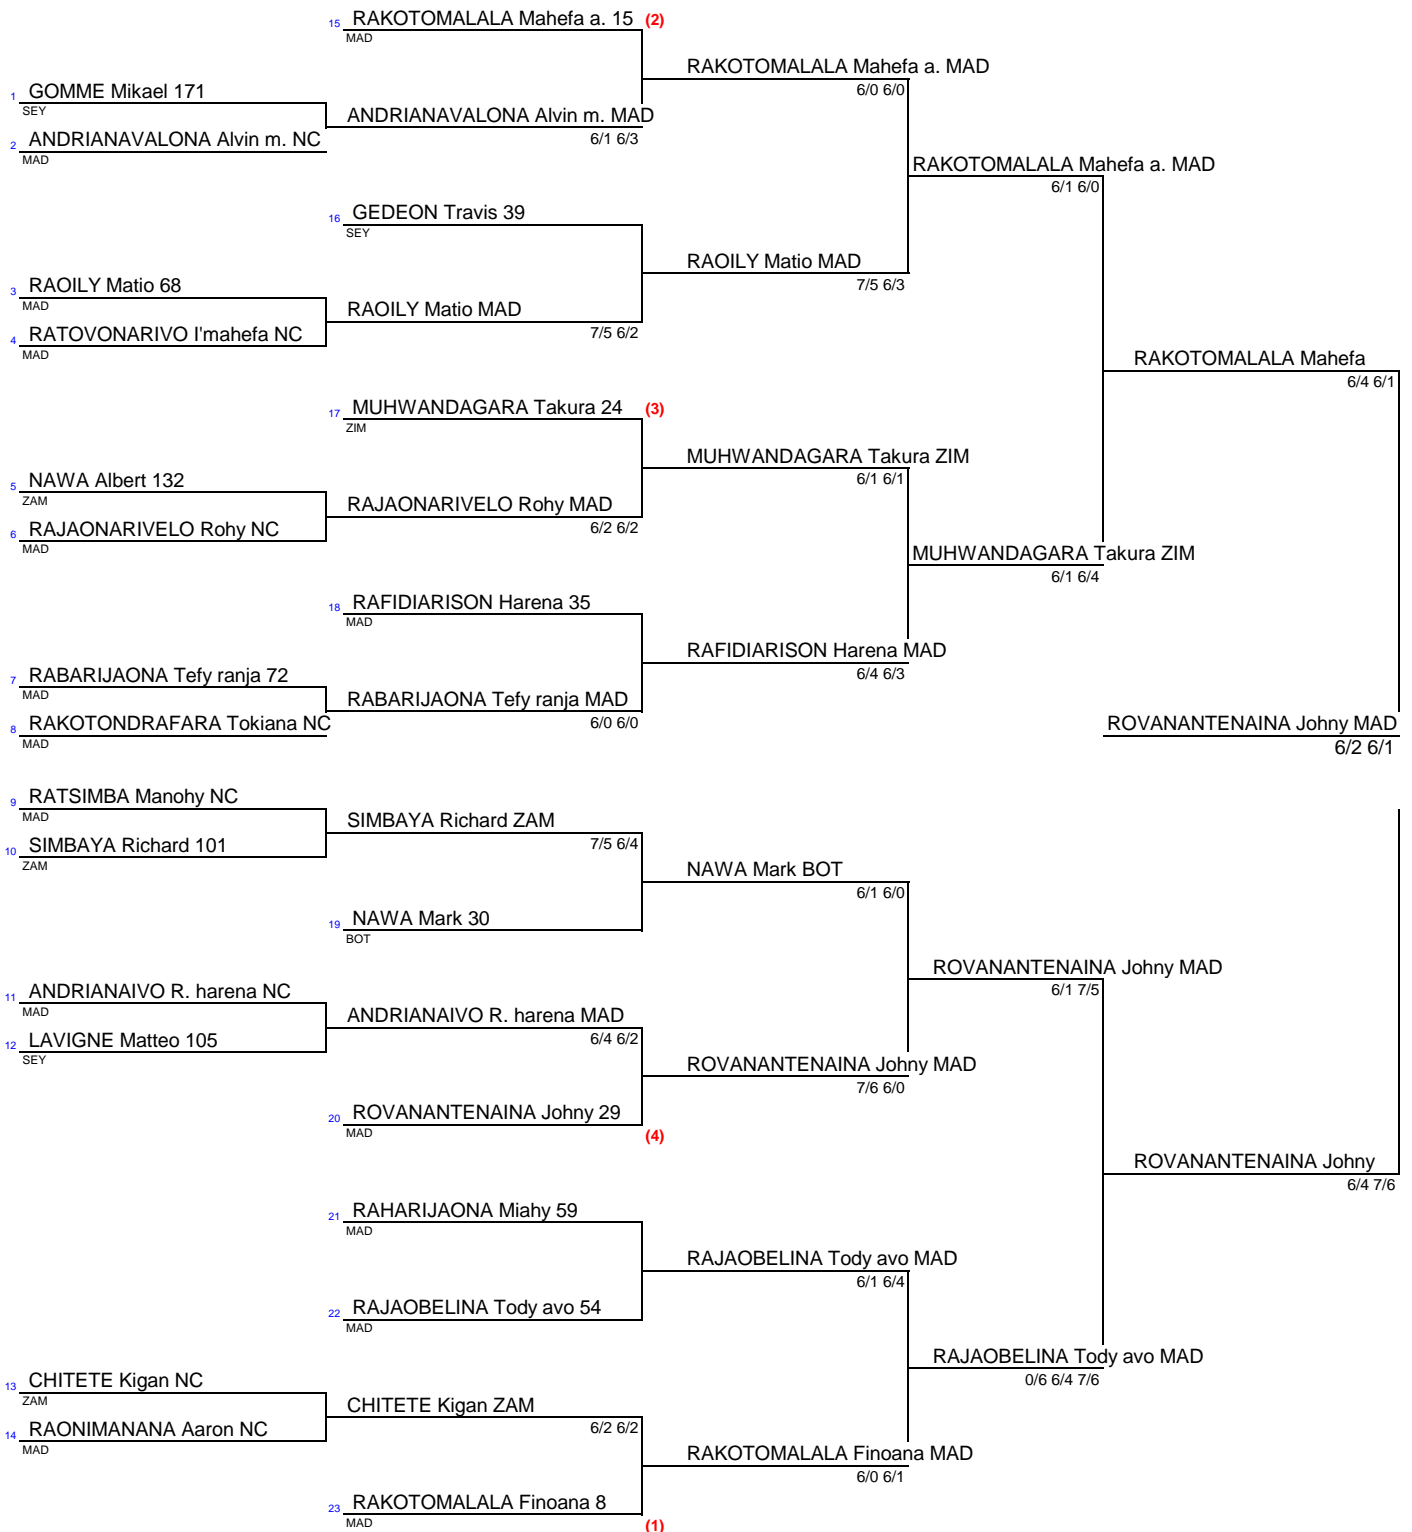 15 RAKOTOMALALA Mahefa a. 15 (2)
MAD
RAKOTOMALALA Mahefa a. MAD
6/0 6/0
1 GOMME Mikael 171
SEY
ANDRIANAVALONA Alvin m. MAD
6/1 6/3
2 ANDRIANAVALONA Alvin m. NC
MAD
RAKOTOMALALA Mahefa a. MAD
6/1 6/0
16 GEDEON Travis 39
SEY
RAOILY Matio MAD
7/5 6/3
3 RAOILY Matio 68
MAD
RAOILY Matio MAD
7/5 6/2
4 RATOVONARIVO I'mahefa NC
MAD
RAKOTOMALALA Mahefa
6/4 6/1
17 MUHWANDAGARA Takura 24 (3)
ZIM
MUHWANDAGARA Takura ZIM
6/1 6/1
5 NAWA Albert 132
ZAM
RAJAONARIVELO Rohy MAD
6/2 6/2
6 RAJAONARIVELO Rohy NC
MAD
MUHWANDAGARA Takura ZIM
6/1 6/4
18 RAFIDIARISON Harena 35
MAD
RAFIDIARISON Harena MAD
6/4 6/3
7 RABARIJAONA Tefy ranja 72
MAD
RABARIJAONA Tefy ranja MAD
6/0 6/0
8 RAKOTONDRAFARA Tokiana NC
MAD
ROVANANTENAINA Johny MAD
6/2 6/1
9 RATSIMBA Manohy NC
MAD
SIMBAYA Richard ZAM
7/5 6/4
10 SIMBAYA Richard 101
ZAM
NAWA Mark BOT
6/1 6/0
19 NAWA Mark 30
BOT
ROVANANTENAINA Johny MAD
6/1 7/5
11 ANDRIANAIVO R. harena NC
MAD
ANDRIANAIVO R. harena MAD
6/4 6/2
12 LAVIGNE Matteo 105
SEY
ROVANANTENAINA Johny MAD
7/6 6/0
20 ROVANANTENAINA Johny 29
MAD
(4)
ROVANANTENAINA Johny
6/4 7/6
21 RAHARIJAONA Miahy 59
MAD
RAJAOBELINA Tody avo MAD
6/1 6/4
22 RAJAOBELINA Tody avo 54
MAD
RAJAOBELINA Tody avo MAD
0/6 6/4 7/6
13 CHITETE Kigan NC
ZAM
CHITETE Kigan ZAM
6/2 6/2
14 RAONIMANANA Aaron NC
MAD
RAKOTOMALALA Finoana MAD
6/0 6/1
23 RAKOTOMALALA Finoana 8
MAD
(1)